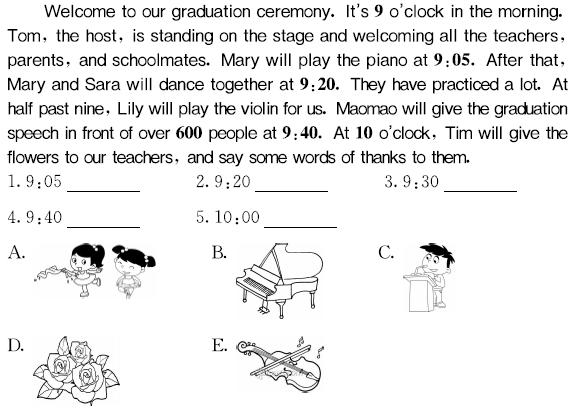 Welcome to our graduation ceremony. It's 9 o'clock in the morning.
Tom, the host, is standing on the stage and welcoming all the teachers,
parents, and schoolmates. Mary will play the piano at 9:05. After that,
Mary and Sara will dance together at 9:20. They have practiced a lot. At
half past nine, Lily will play the violin for us. Maomao will give the graduation
speech in front of over 600 people at 9:40. At 10 o'clock, Tim will give the
flowers to our teachers, and say some words of thanks to them.
1. 9:05 ________ 2. 9:20 ________ 3. 9:30 ________
4. 9:40 ________ 5. 10:00 ________
A. B. C.
D. E.